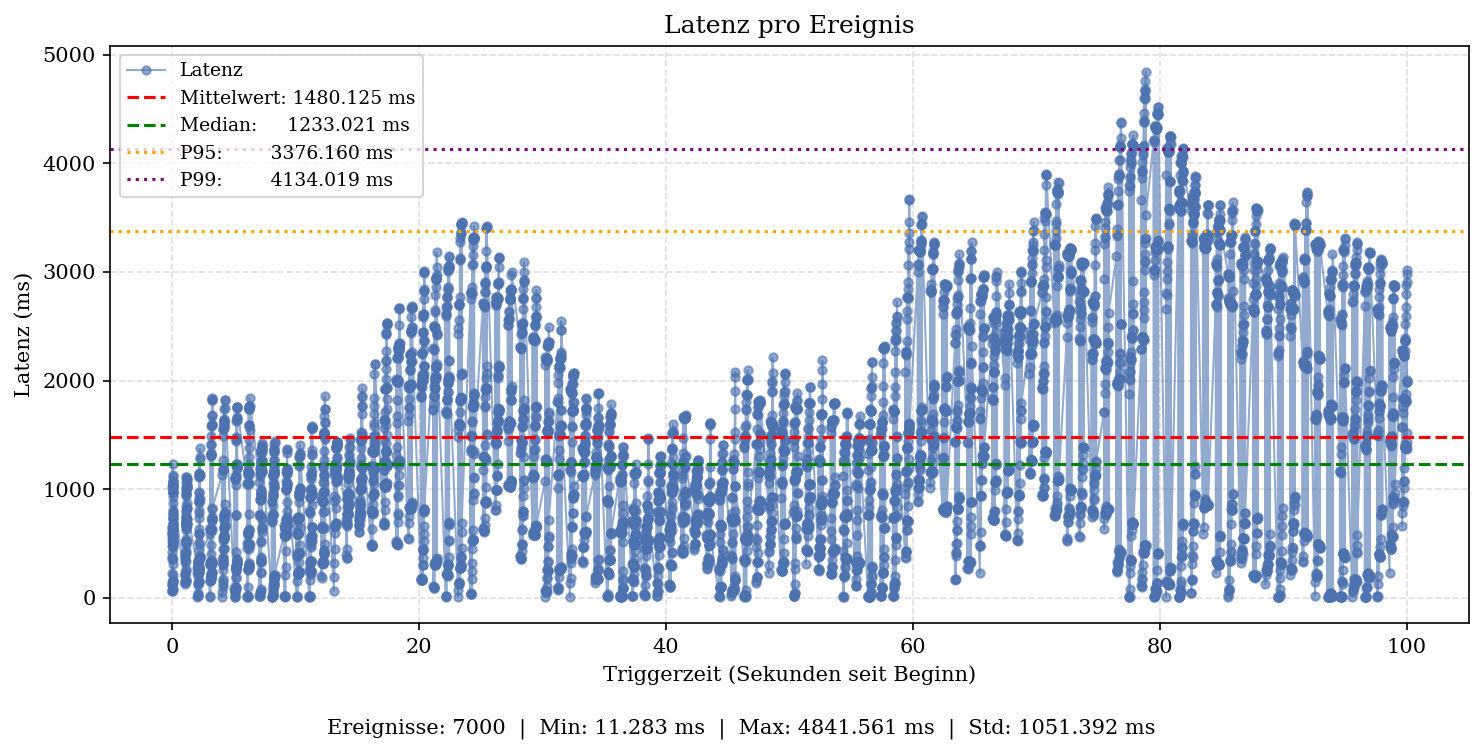 Latenz pro Ereignis
Latenz (ms)
5000
4000
3000
2000
1000
0
Latenz
Mittelwert: 1480.125 ms
Median: 1233.021 ms
P95: 3376.160 ms
P99: 4134.019 ms
0 20 40 60 80 100
Triggerzeit (Sekunden seit Beginn)
Ereignisse: 7000 | Min: 11.283 ms | Max: 4841.561 ms | Std: 1051.392 ms